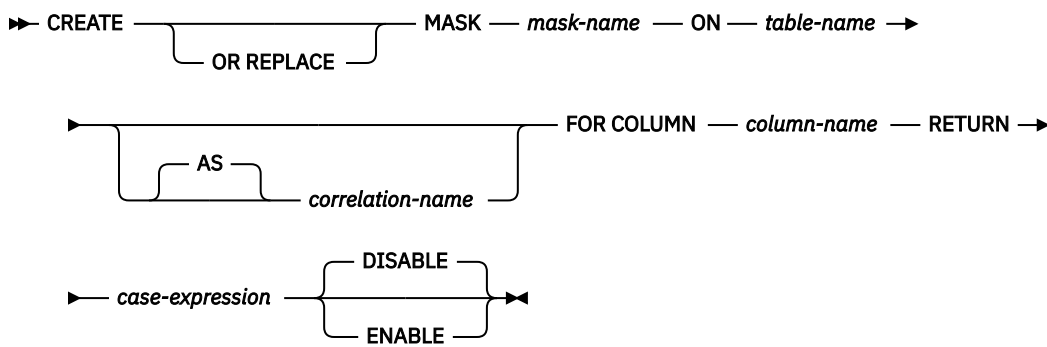 CREATE MASK mask-name ON table-name
OR REPLACE
FOR COLUMN column-name RETURN
AS
correlation-name
DISABLE
case-expression
ENABLE